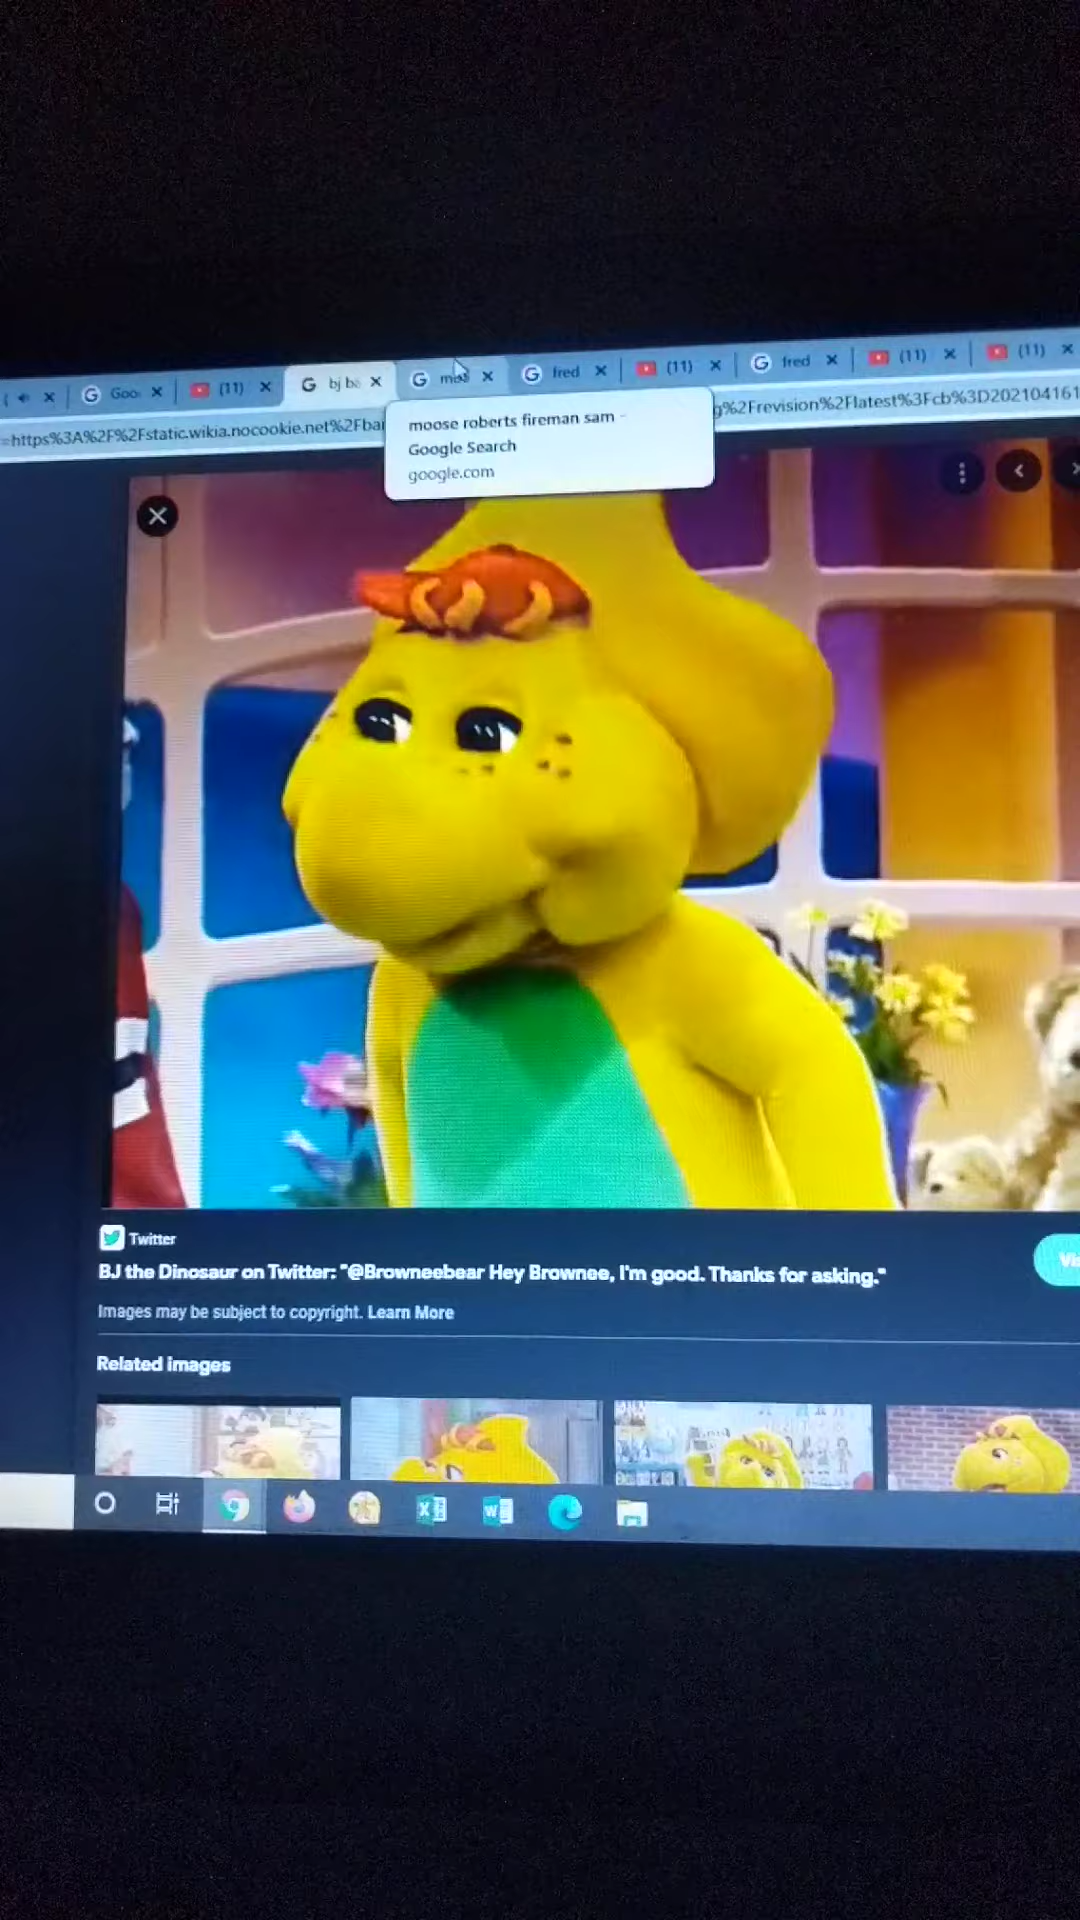 Goo
(11)
bj ba
mos
fred
(11)
fred
(11)
(11)
=https%3A%2F%2Fstatic.wikia.nocookie.net%2Fba
g%2Frevision%2Flatest%3Fcb%3D202104161
moose roberts fireman sam -
Google Search
google.com
Twitter
BJ the Dinosaur on Twitter: "@Browneebear Hey Brownee, I'm good. Thanks for asking."
Images may be subject to copyright. Learn More
Related images